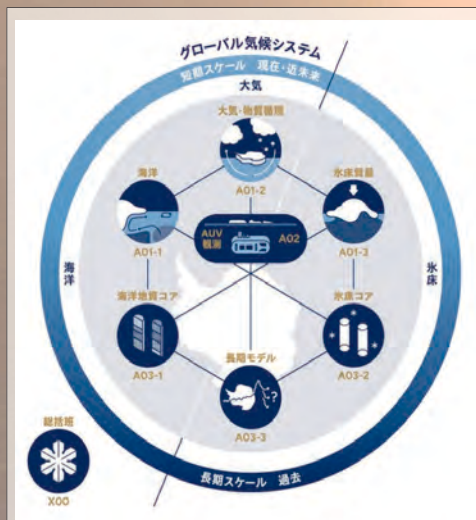 グローバル気候システム
短期スケール 現在・近未来
大気
大気・物質循環
A01-2
海洋
A01-1
氷床質量
A01-3
AUV
観測
A02
海洋
氷床
海洋地質コア
A03-1
氷床コア
A03-2
長期モデル
?
A03-3
総括班
X00
長期スケール 過去